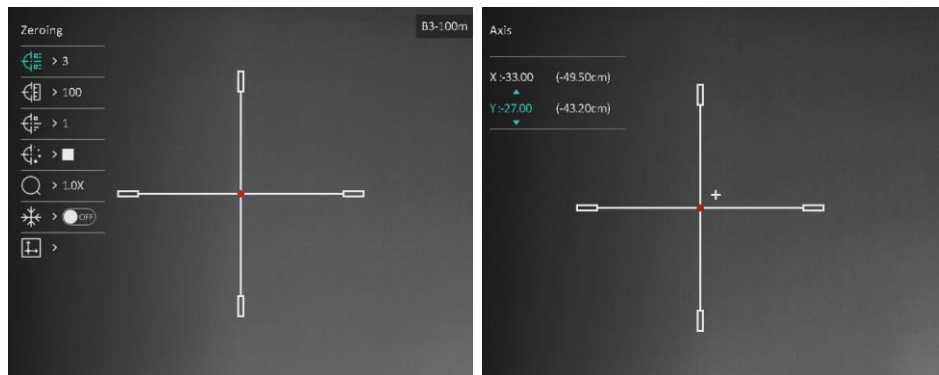 Zeroing
B3-100m
> 3
> 100
> 1
>
> 1.0X
> OFF
>
Axis
X:-33.00 (-49.50cm)
Y:-27.00 (-43.20cm)